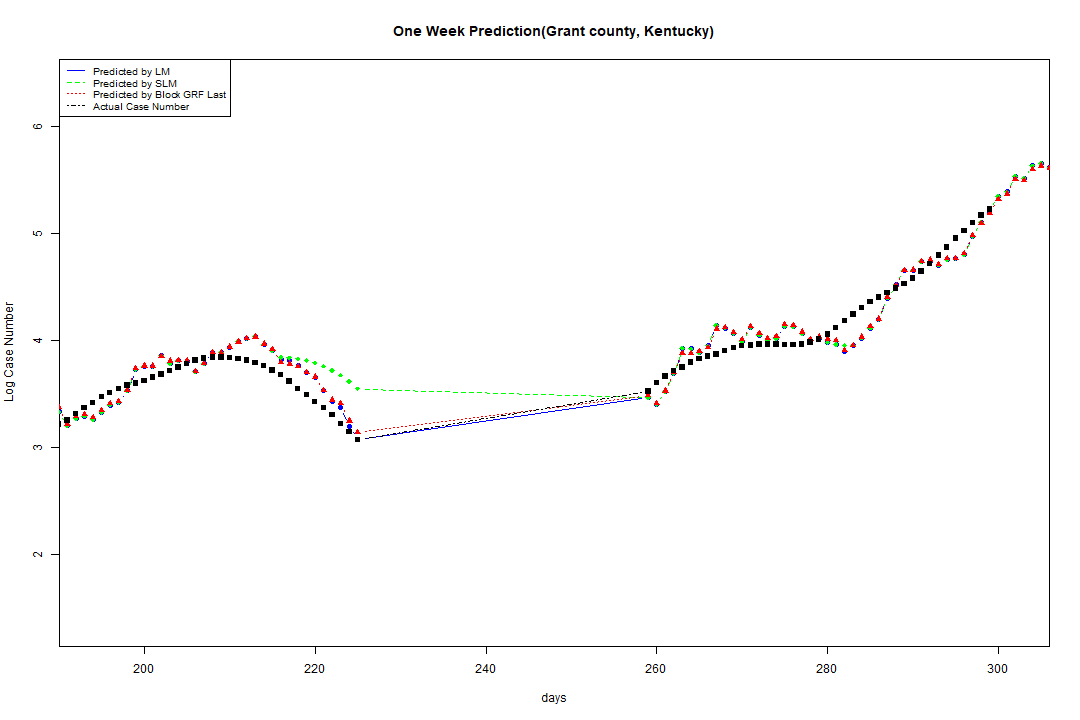 One Week Prediction(Grant county, Kentucky)
Predicted by LM
Predicted by SLM
Predicted by Block GRF Last
Actual Case Number
6
5
4
3
2
Log Case Number
200 220 240 260 280 300
days